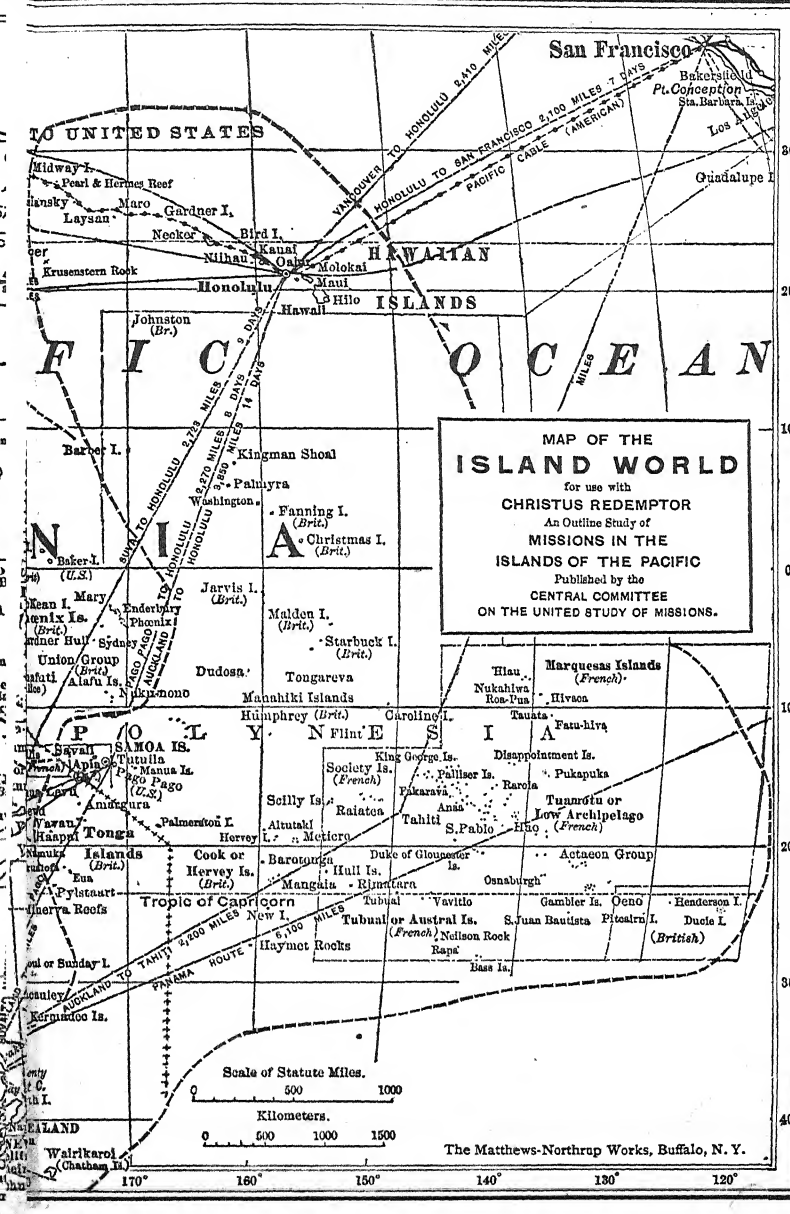 San Francisco
Bakersfield
Pt. Conception
Sta. Barbara Is.
Los Angeles
VANCOUVER TO HONOLULU 2,410 MILES
HONOLULU TO SAN FRANCISCO 2,100 MILES 7 DAYS
PACIFIC CABLE (AMERICAN)
TO UNITED STATES
Midway I.
Pearl & Hermes Reef
Laysan
Maro
Gardner I.
Guadalupe I
Necker
Bird I.
Kauai
Niihau
Oahu
Molokai
HAWAIIAN
Krusenstern Rock
Honolulu
Maui
Hilo
ISLANDS
Hawaii
Johnston
(Br.)
F I C O C E A N
MILES
9 DAYS
8 DAYS
14 DAYS
SUVA TO HONOLULU 2,723 MILES
PAGO PAGO TO HONOLULU 2,270 MILES
AUCKLAND TO HONOLULU 3,850 MILES
MAP OF THE
ISLAND WORLD
for use with
CHRISTUS REDEMPTOR
An Outline Study of
MISSIONS IN THE
ISLANDS OF THE PACIFIC
Published by the
CENTRAL COMMITTEE
ON THE UNITED STUDY OF MISSIONS.
Barber I.
Kingman Shoal
Palmyra
Washington
Fanning I.
(Brit.)
N I A
Christmas I.
(Brit.)
Baker I.
(U.S.)
Mary
Enderbury
Phoenix
(Brit.)
Sydney
Jarvis I.
(Brit.)
Malden I.
(Brit.)
Starbuck I.
(Brit.)
Union Group
(Brit.)
Alafu Is.
Nukunono
Dudosa
Tongareva
Manahiki Islands
Humphrey (Brit.)
Caroline I.
Hiau
Marquesas Islands
(French)
Nukahiwa
Roa-Pua
Hivaoa
Tauata
Fatu-hiva
P O L Y N E S I A
Flint
Savaii
SAMOA IS.
Apia
Tutuila
Manua Is.
Pago Pago
(U.S.)
Amargura
Vavau
Haapai
Tonga
Islands
(Brit.)
Eua
Pylstaart
Minerva Reefs
Palmerston I.
Hervey I.
Aitutaki
Scilly Is.
Society Is.
(French)
King George Is.
Disappointment Is.
Palliser Is.
Pukapuka
Fakarava
Raroia
Anaa
Raiatea
Tahiti
S. Pablo
Hao
Tuamotu or
Low Archipelago
(French)
Metiera
Cook or
Hervey Is.
(Brit.)
Barotonga
Mangaia
Hull Is.
Rimatara
Duke of Gloucester
Is.
Actaeon Group
Osnaburgh
Tropic of Capricorn
Tubual
Vavitio
Gambier Is.
Oeno
Henderson I.
New I.
Tubual or Austral Is.
(French)
S. Juan Bautista
Pitcairn I.
Ducie I.
(British)
Neilson Rock
Rapa
Haymet Rocks
Bass Is.
AUCKLAND TO TAHITI 2,200 MILES
PANAMA ROUTE 6,100 MILES
Sunday I.
Kermadec Is.
Scale of Statute Miles.
0 500 1000
Kilometers.
0 500 1000 1500
Wairikaroi
(Chatham Id.)
The Matthews-Northrup Works, Buffalo, N. Y.
170° 160° 150° 140° 130° 120°